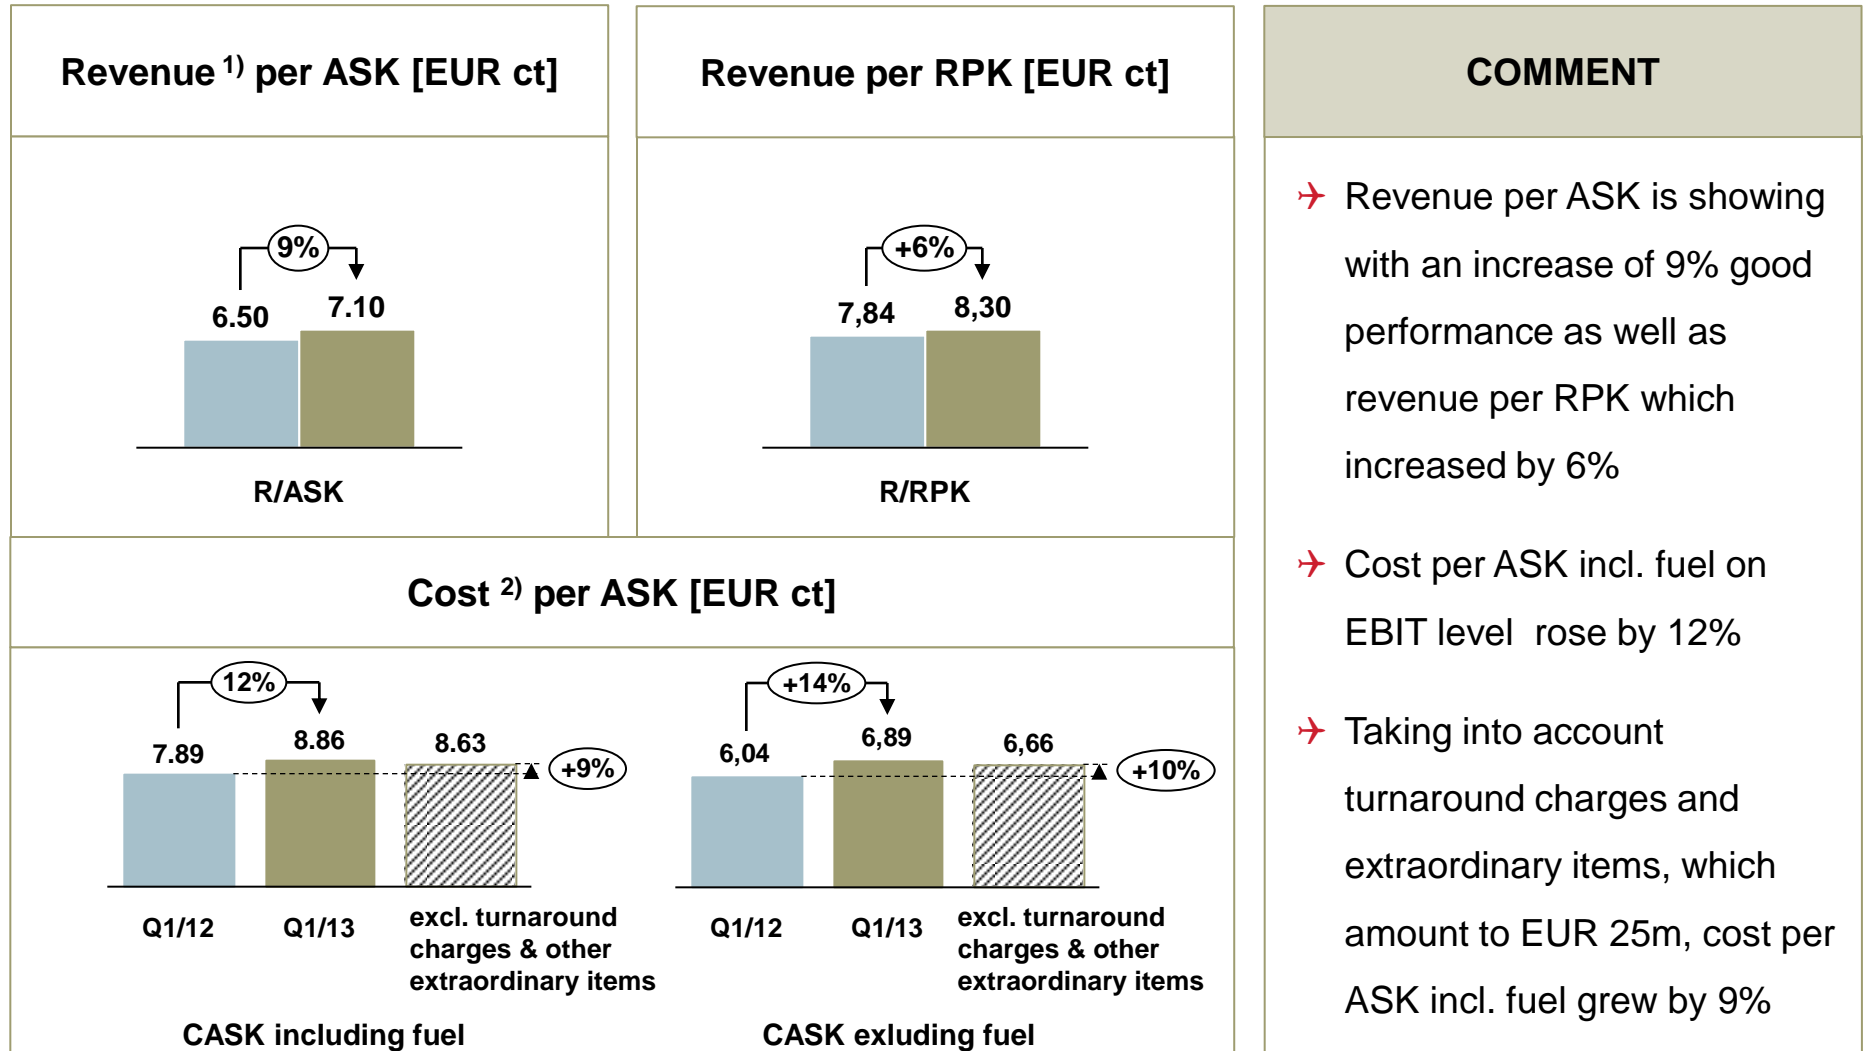 Revenue 1) per ASK [EUR ct]
9%
6.50
7.10
R/ASK
Revenue per RPK [EUR ct]
+6%
7,84
8,30
R/RPK
Cost 2) per ASK [EUR ct]
12%
7.89
8.86
8.63
+9%
Q1/12
Q1/13
excl. turnaround
charges & other
extraordinary items
CASK including fuel
+14%
6,04
6,89
6,66
+10%
Q1/12
Q1/13
excl. turnaround
charges & other
extraordinary items
CASK exluding fuel
COMMENT
Revenue per ASK is showing
with an increase of 9% good
performance as well as
revenue per RPK which
increased by 6%
Cost per ASK incl. fuel on
EBIT level rose by 12%
Taking into account
turnaround charges and
extraordinary items, which
amount to EUR 25m, cost per
ASK incl. fuel grew by 9%